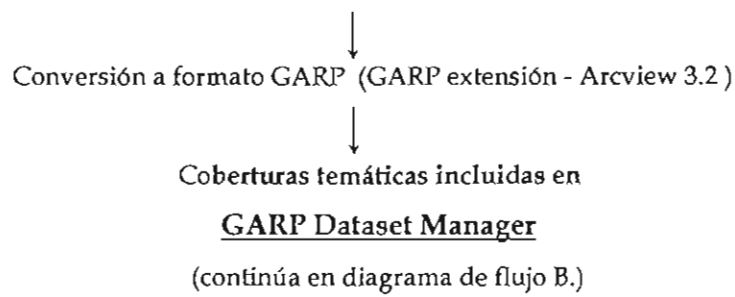 Conversión a formato GARP (GARP extensión - Arcview 3.2 )
Coberturas temáticas incluidas en
GARP Dataset Manager
(continúa en diagrama de flujo B.)